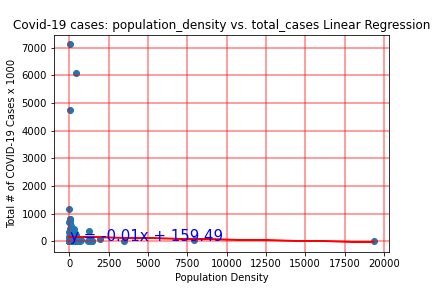 Covid-19 cases: population_density vs. total_cases Linear Regression
7000
6000
5000
4000
3000
2000
1000
0
Total # of COVID-19 Cases x 1000
y = -0.01x + 159.49
0 2500 5000 7500 10000 12500 15000 17500 20000
Population Density